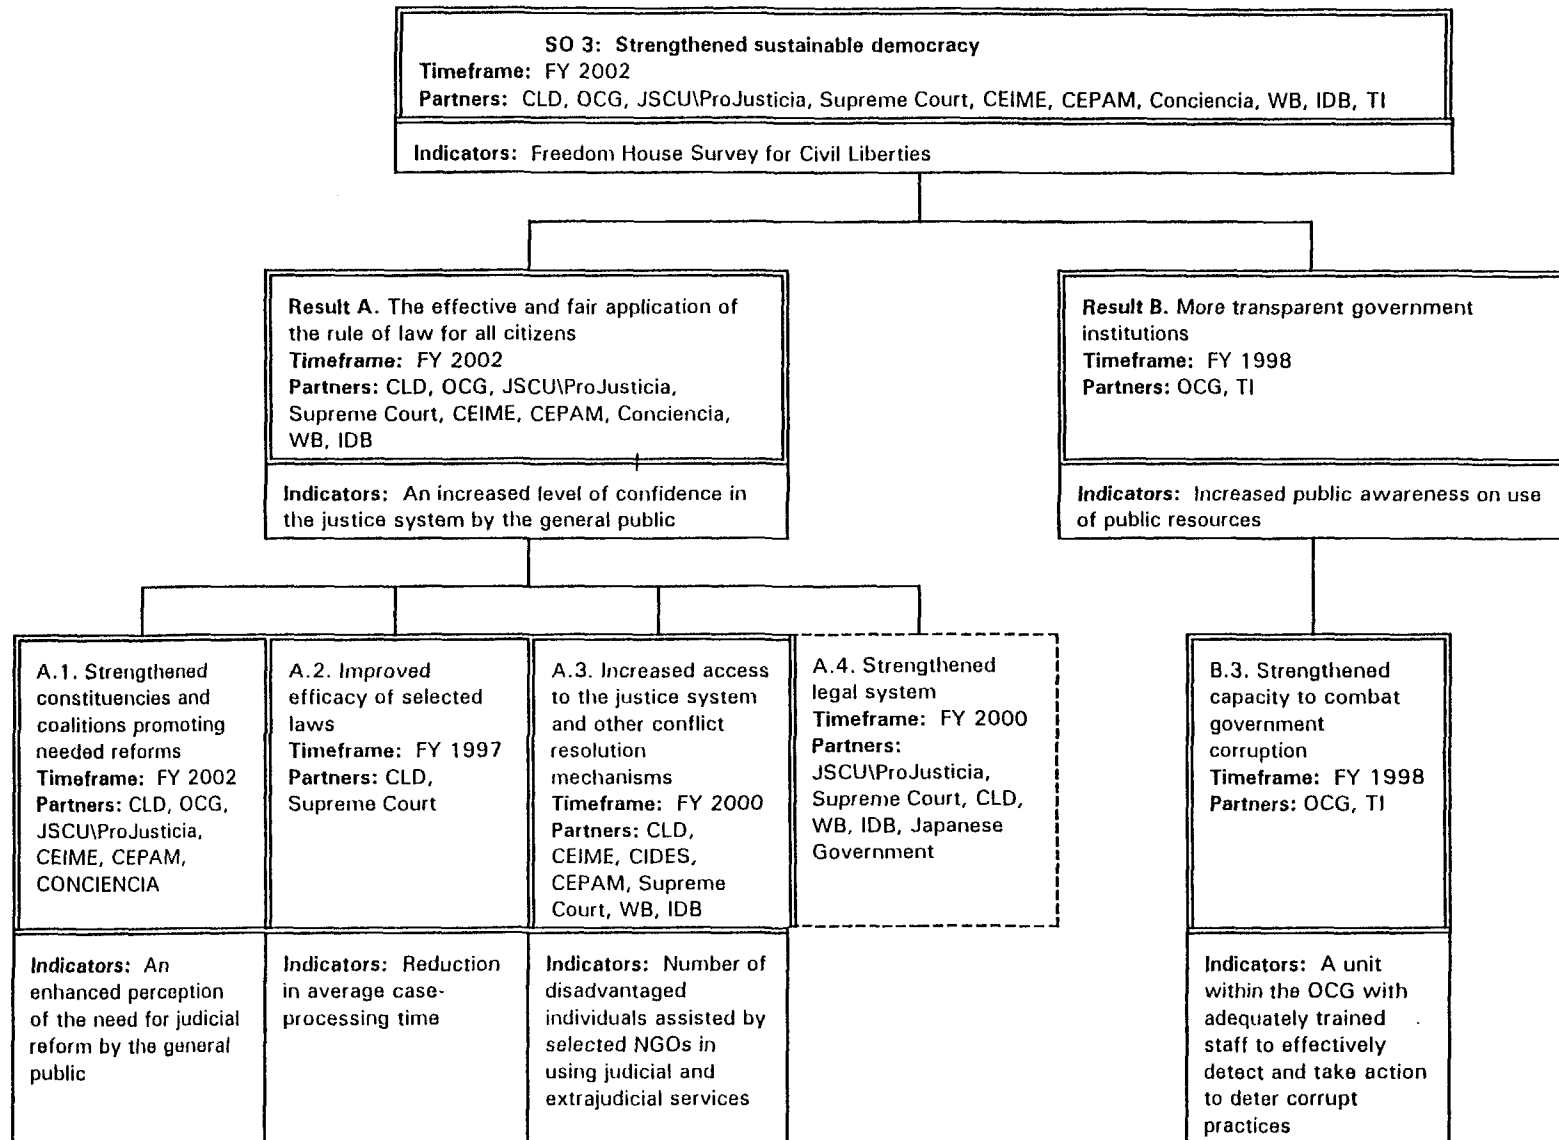 SO 3: Strengthened sustainable democracy
Timeframe: FY 2002
Partners: CLD, OCG, JSCU\ProJusticia, Supreme Court, CEIME, CEPAM, Conciencia, WB, IDB, TI
Indicators: Freedom House Survey for Civil Liberties
Result A. The effective and fair application of
the rule of law for all citizens
Timeframe: FY 2002
Partners: CLD, OCG, JSCU\ProJusticia,
Supreme Court, CEIME, CEPAM, Conciencia,
WB, IDB
Indicators: An increased level of confidence in
the justice system by the general public
Result B. More transparent government
institutions
Timeframe: FY 1998
Partners: OCG, TI
Indicators: Increased public awareness on use
of public resources
A.1. Strengthened
constituencies and
coalitions promoting
needed reforms
Timeframe: FY 2002
Partners: CLD, OCG,
JSCU\ProJusticia,
CEIME, CEPAM,
CONCIENCIA
Indicators: An
enhanced perception
of the need for judicial
reform by the general
public
A.2. Improved
efficacy of selected
laws
Timeframe: FY 1997
Partners: CLD,
Supreme Court
Indicators: Reduction
in average case-
processing time
A.3. Increased access
to the justice system
and other conflict
resolution
mechanisms
Timeframe: FY 2000
Partners: CLD,
CEIME, CIDES,
CEPAM, Supreme
Court, WB, IDB
Indicators: Number of
disadvantaged
individuals assisted by
selected NGOs in
using judicial and
extrajudicial services
A.4. Strengthened
legal system
Timeframe: FY 2000
Partners:
JSCU\ProJusticia,
Supreme Court, CLD,
WB, IDB, Japanese
Government
B.3. Strengthened
capacity to combat
government
corruption
Timeframe: FY 1998
Partners: OCG, TI
Indicators: A unit
within the OCG with
adequately trained
staff to effectively
detect and take action
to deter corrupt
practices